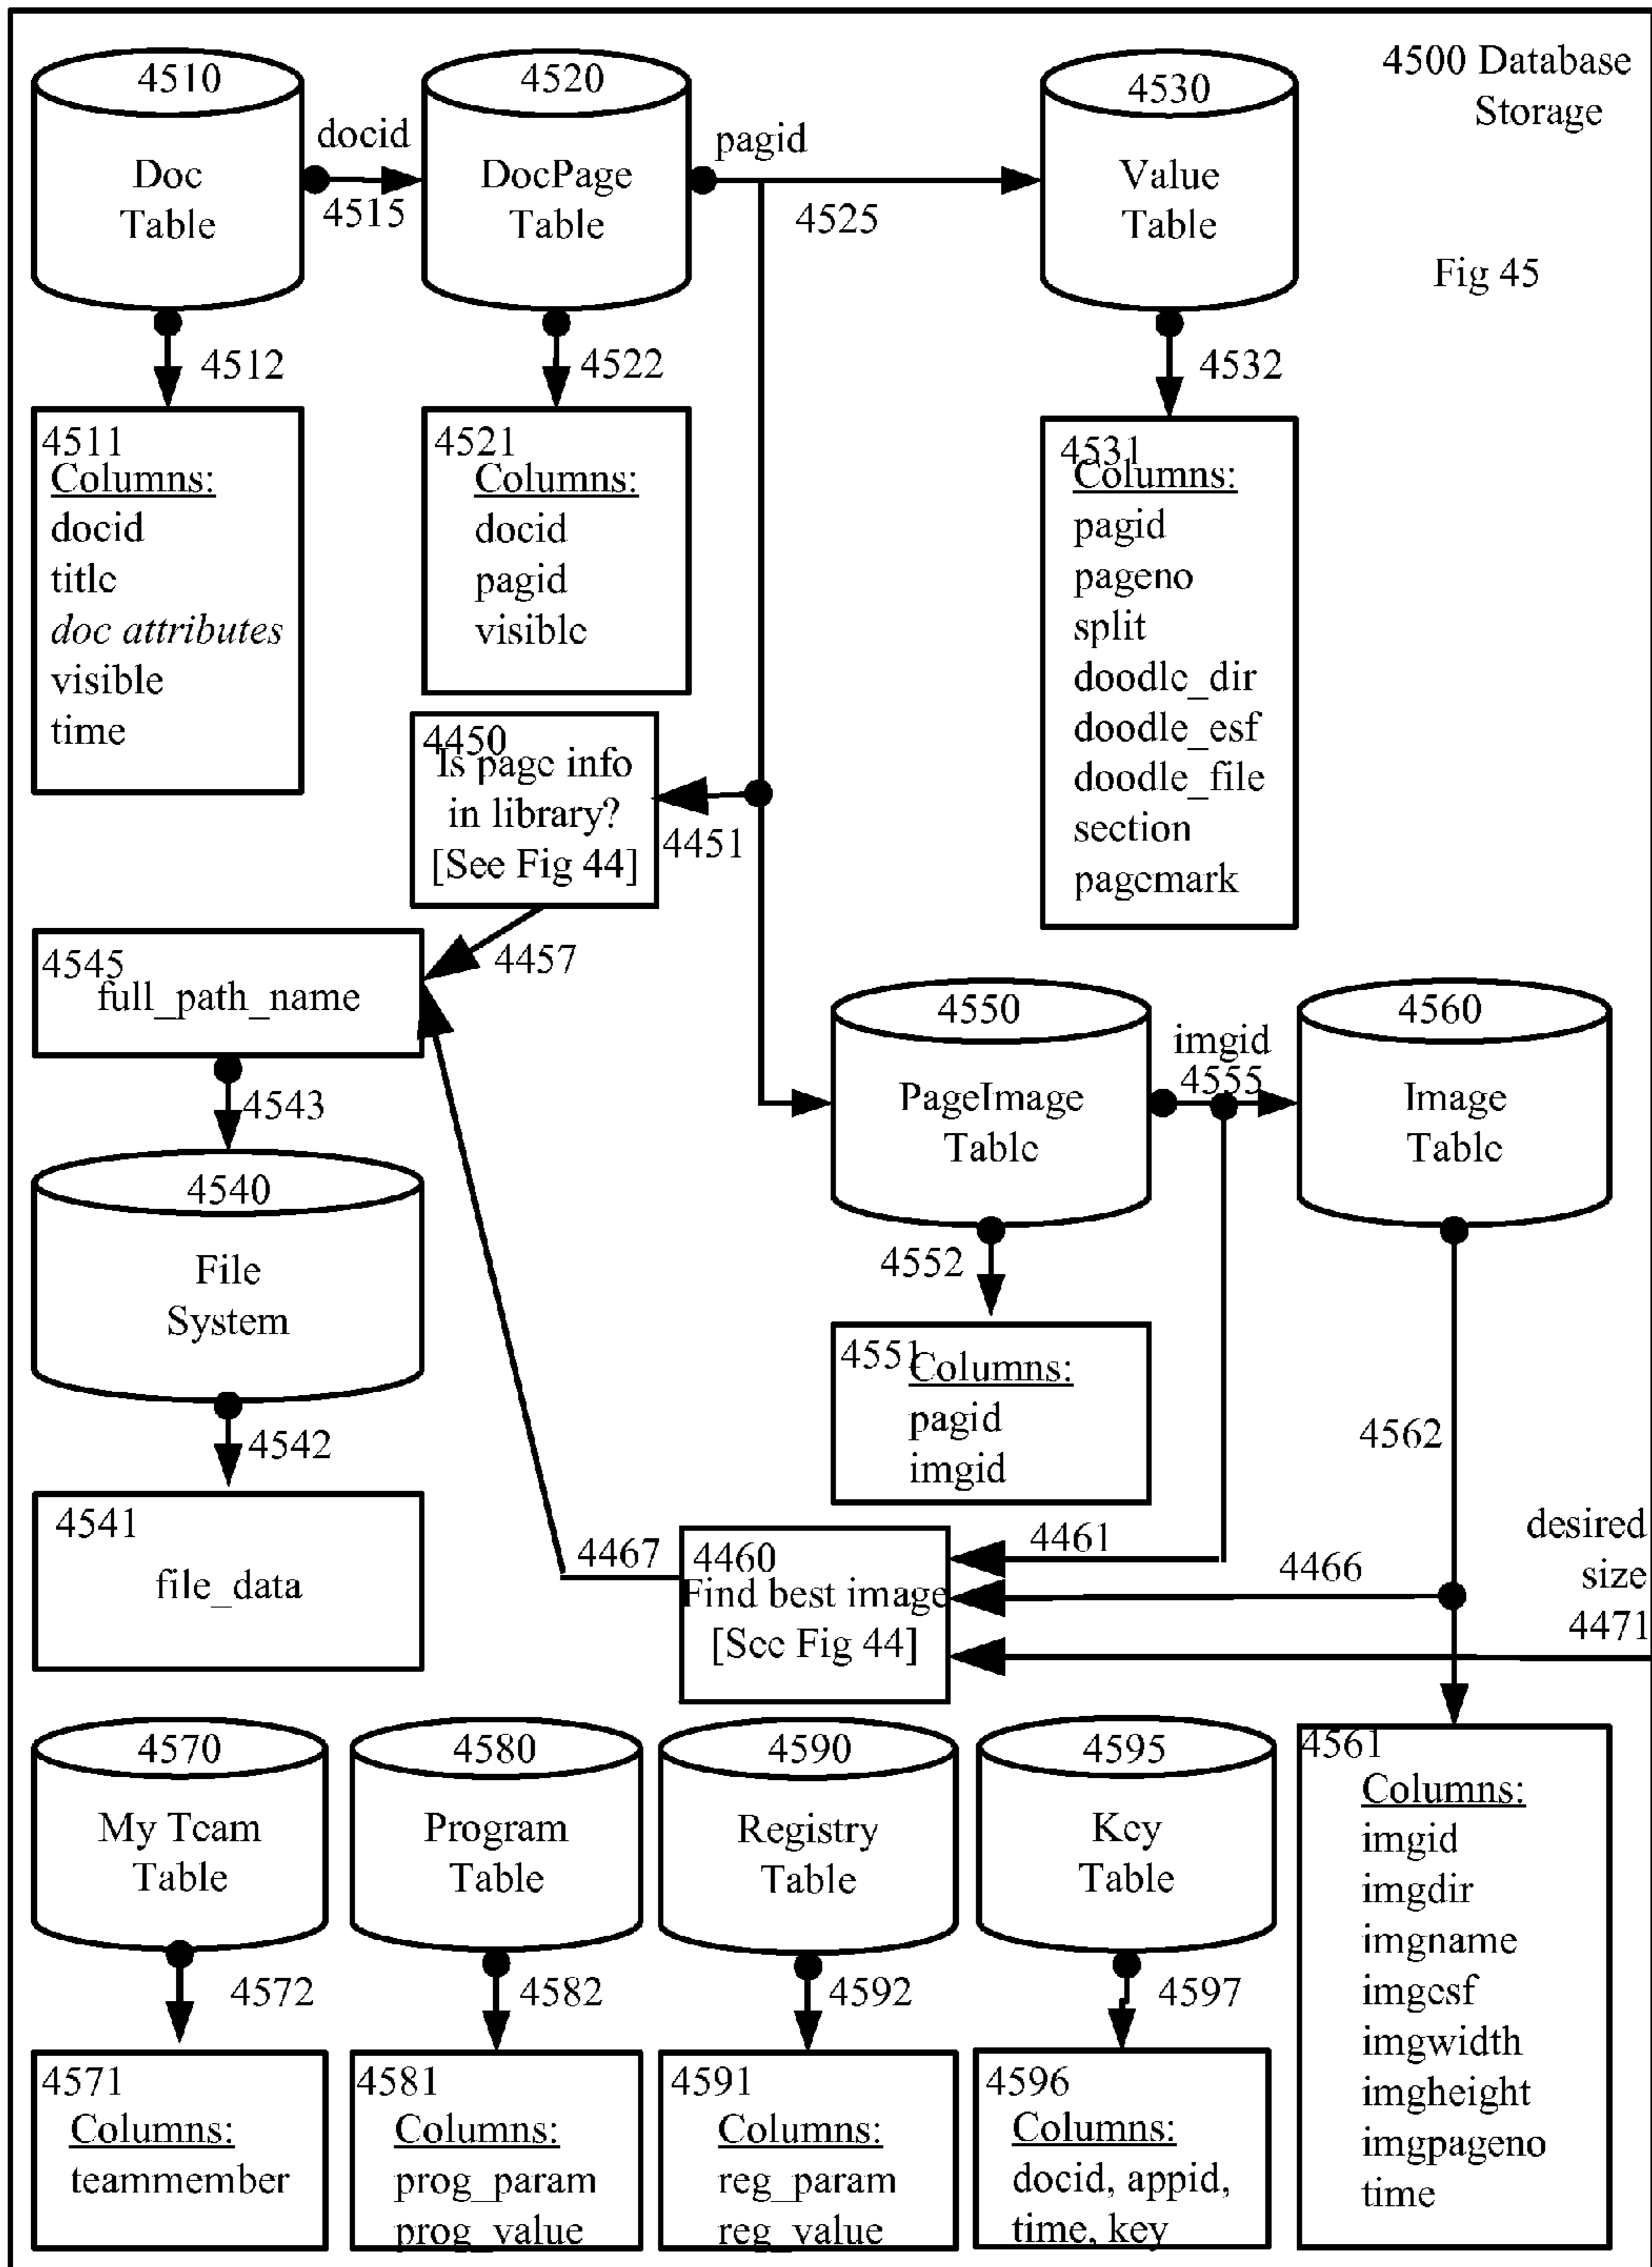 4500 Database
Storage
Fig 45
4510
Doc
Table
docid
4515
4520
DocPage
Table
pagid
4525
4530
Value
Table
4512
4522
4532
4511
Columns:
docid
title
doc attributes
visible
time
4521
Columns:
docid
pagid
visible
4531
Columns:
pagid
pageno
split
doodle_dir
doodle_esf
doodle_file
section
pagemark
4450
Is page info
in library?
[See Fig 44]
4451
4457
4545
full_path_name
4543
4540
File
System
4542
4541
file_data
4550
PageImage
Table
imgid
4555
4560
Image
Table
4552
4551
Columns:
pagid
imgid
4562
4461
4466
desired
size
4471
4467
4460
Find best image
[See Fig 44]
4570
My Team
Table
4580
Program
Table
4590
Registry
Table
4595
Key
Table
4572
4582
4592
4597
4571
Columns:
teammember
4581
Columns:
prog_param
prog_value
4591
Columns:
reg_param
reg_value
4596
Columns:
docid, appid,
time, key
4561
Columns:
imgid
imgdir
imgname
imgesf
imgwidth
imgheight
imgpageno
time